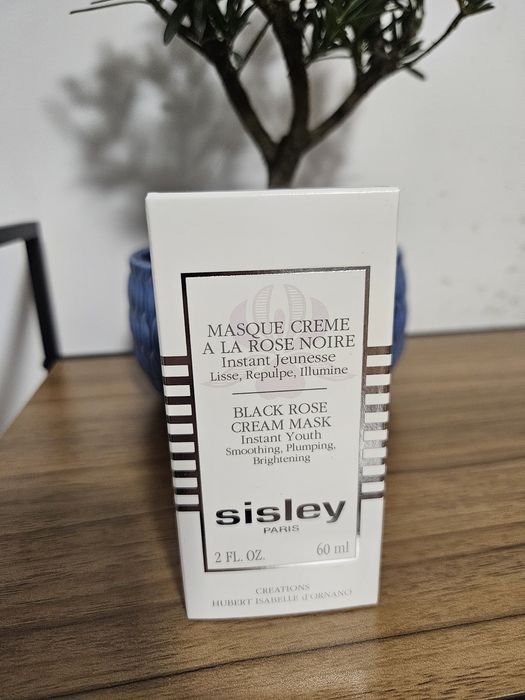 MASQUE CREME
A LA ROSE NOIRE
Instant Jeunesse
Lisse, Repulpe, Illumine
BLACK ROSE
CREAM MASK
Instant Youth
Smoothing, Plumping,
Brightening
sisley
PARIS
2 FL. OZ. 60 ml
CREATIONS
HUBERT ISABELLE d'ORNANO